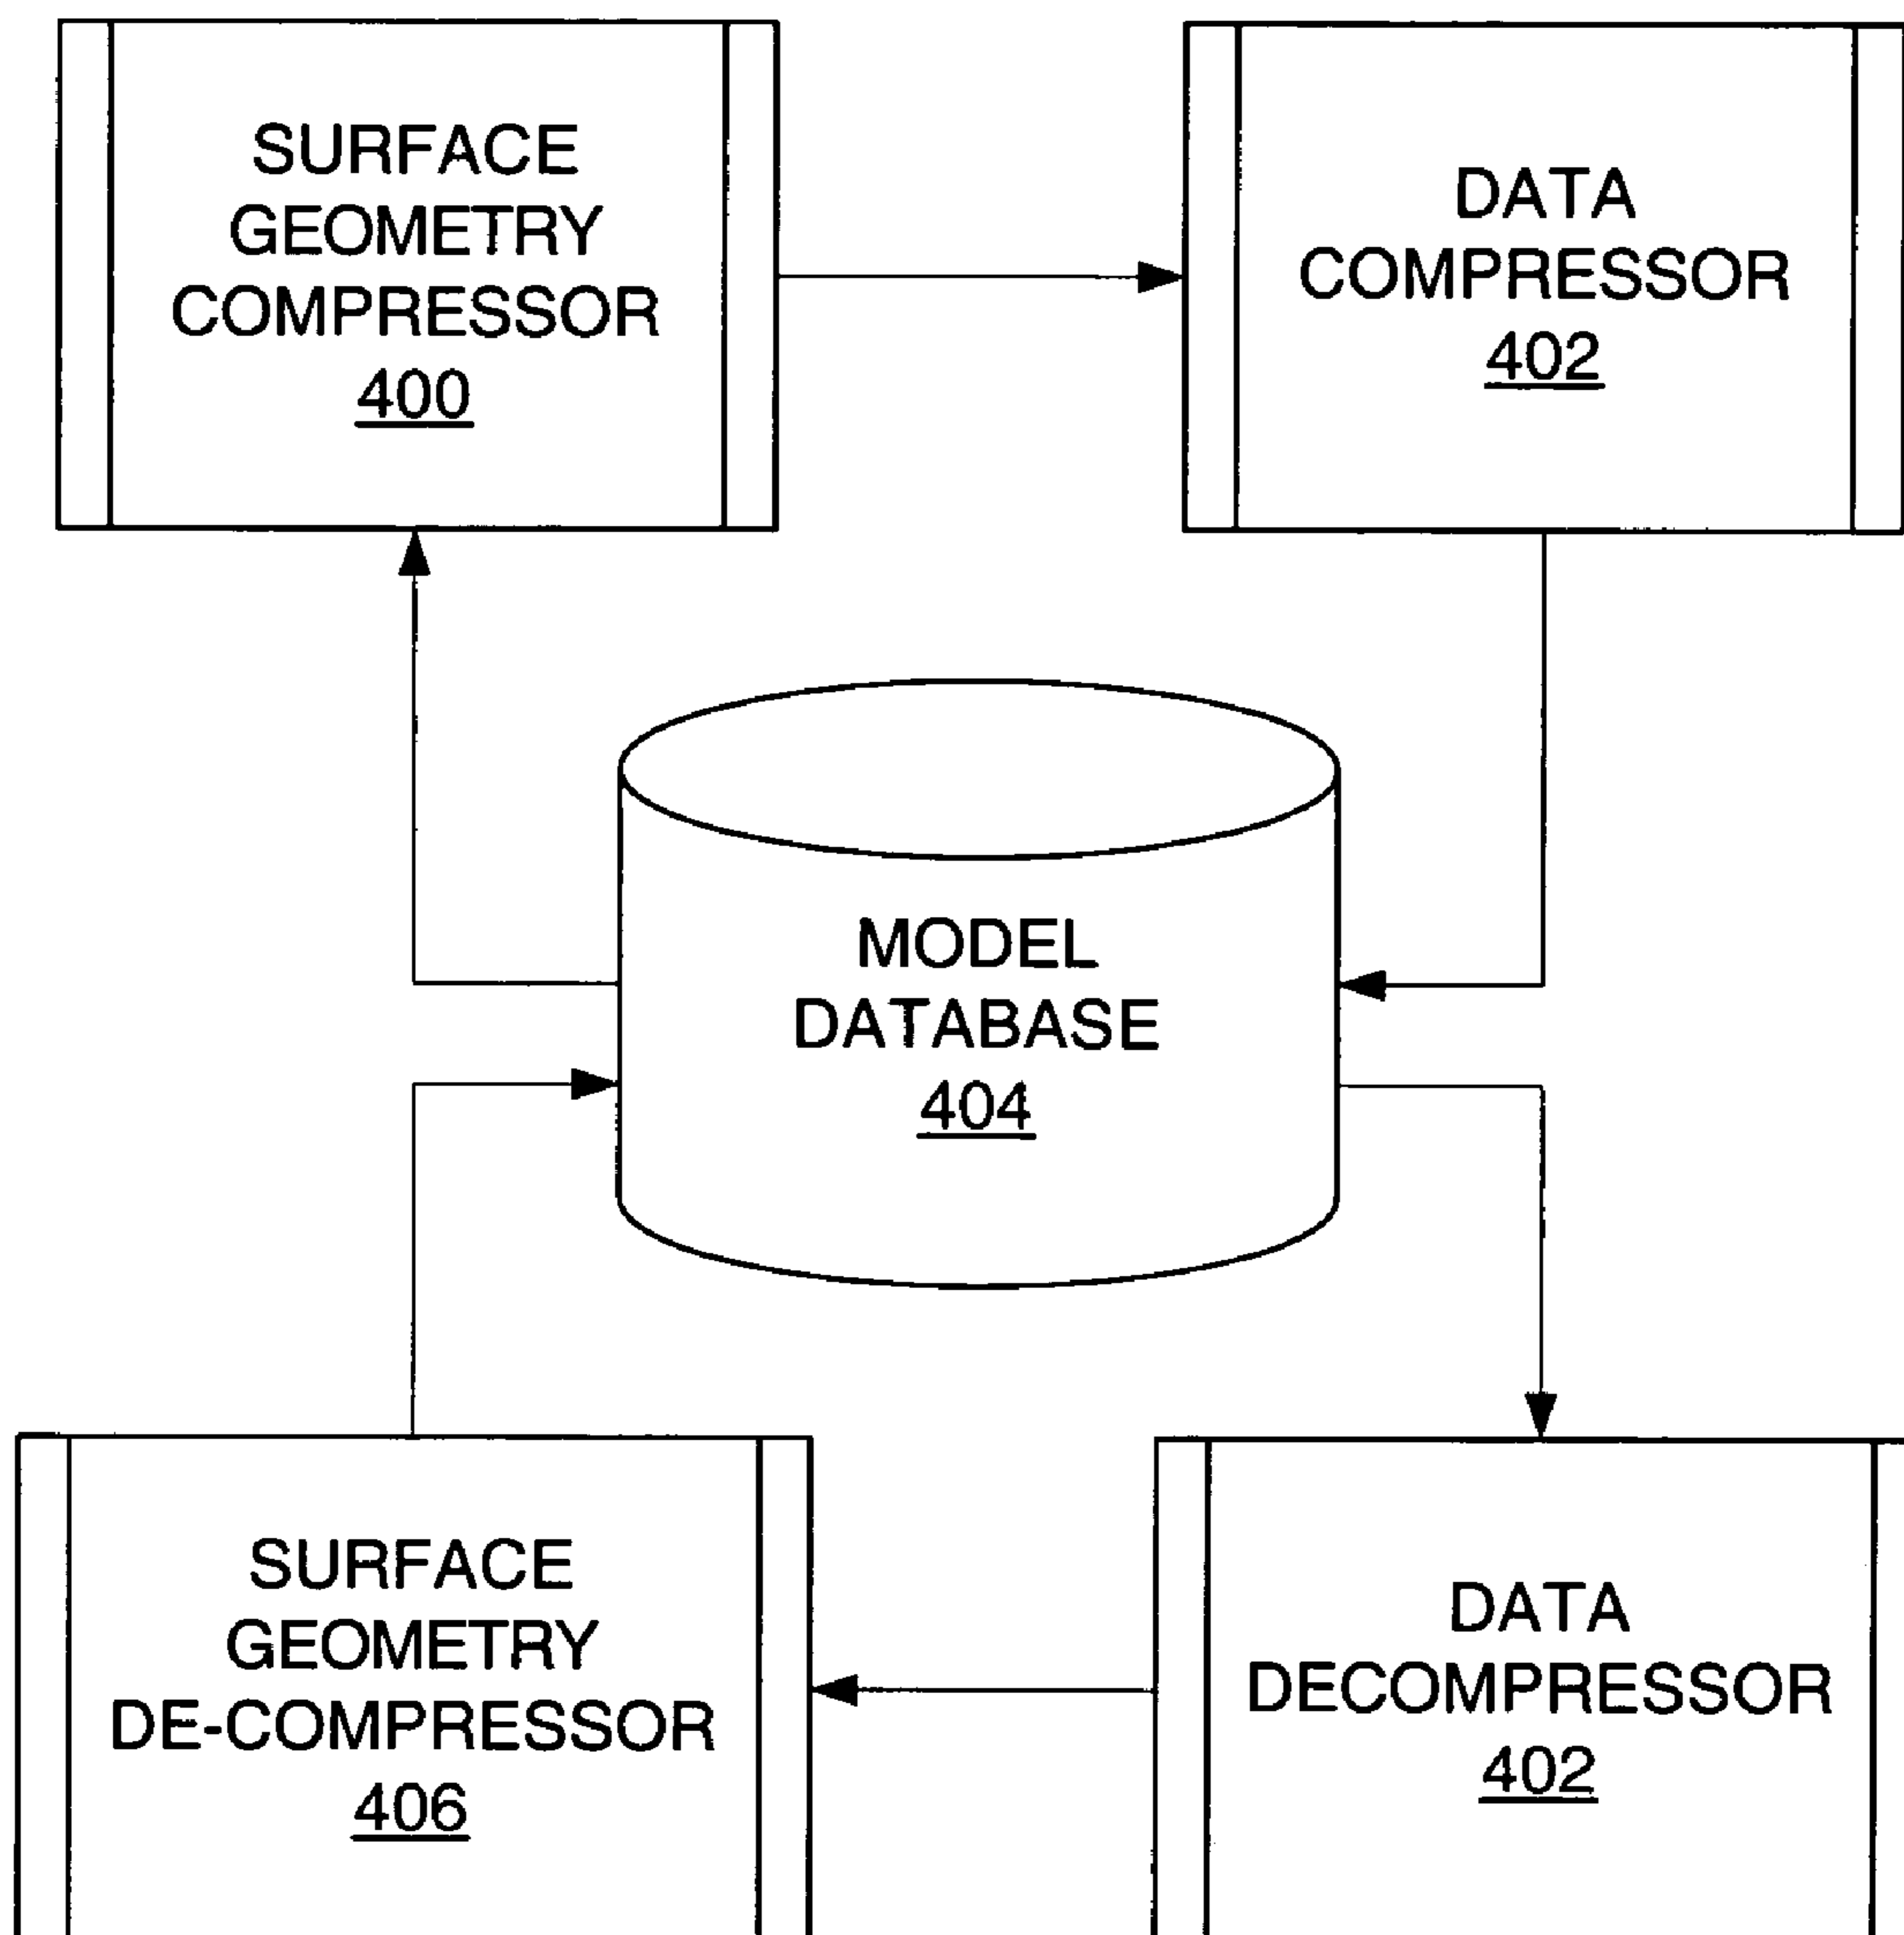 SURFACE
GEOMETRY
COMPRESSOR
400
DATA
COMPRESSOR
402
MODEL
DATABASE
404
SURFACE
GEOMETRY
DE-COMPRESSOR
406
DATA
DECOMPRESSOR
402